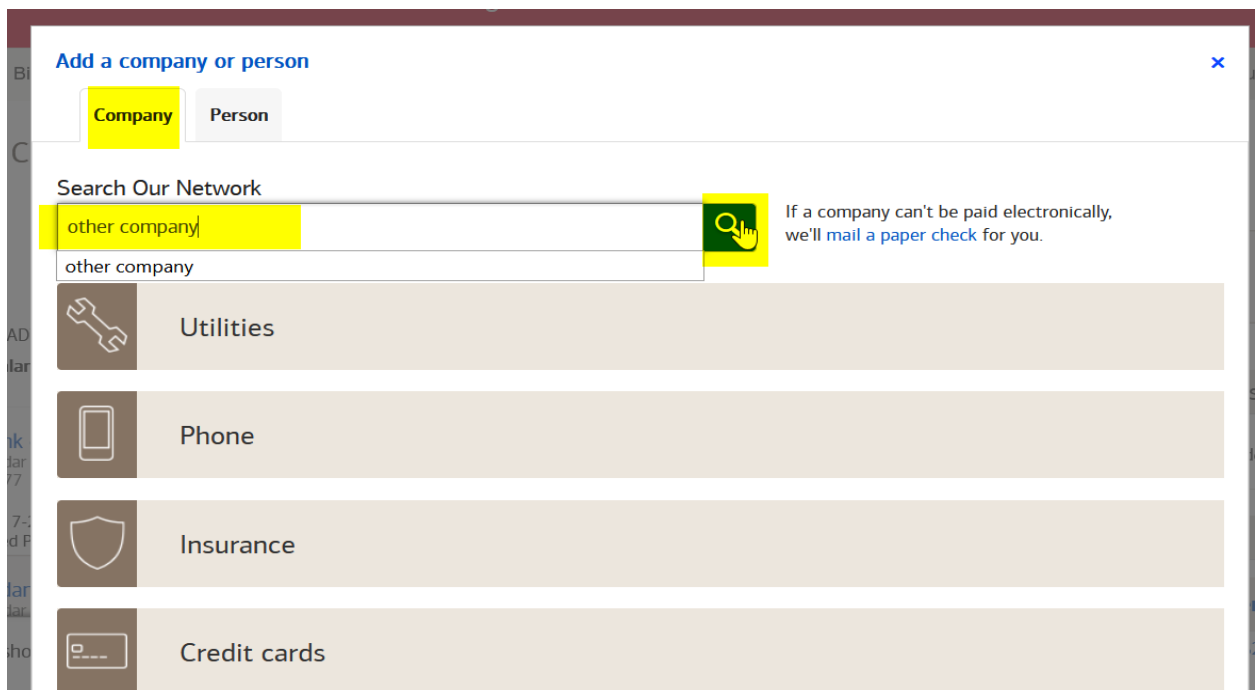 Add a company or person
×
Company Person
Search Our Network
other company
other company
If a company can't be paid electronically,
we'll mail a paper check for you.
Utilities
Phone
Insurance
Credit cards